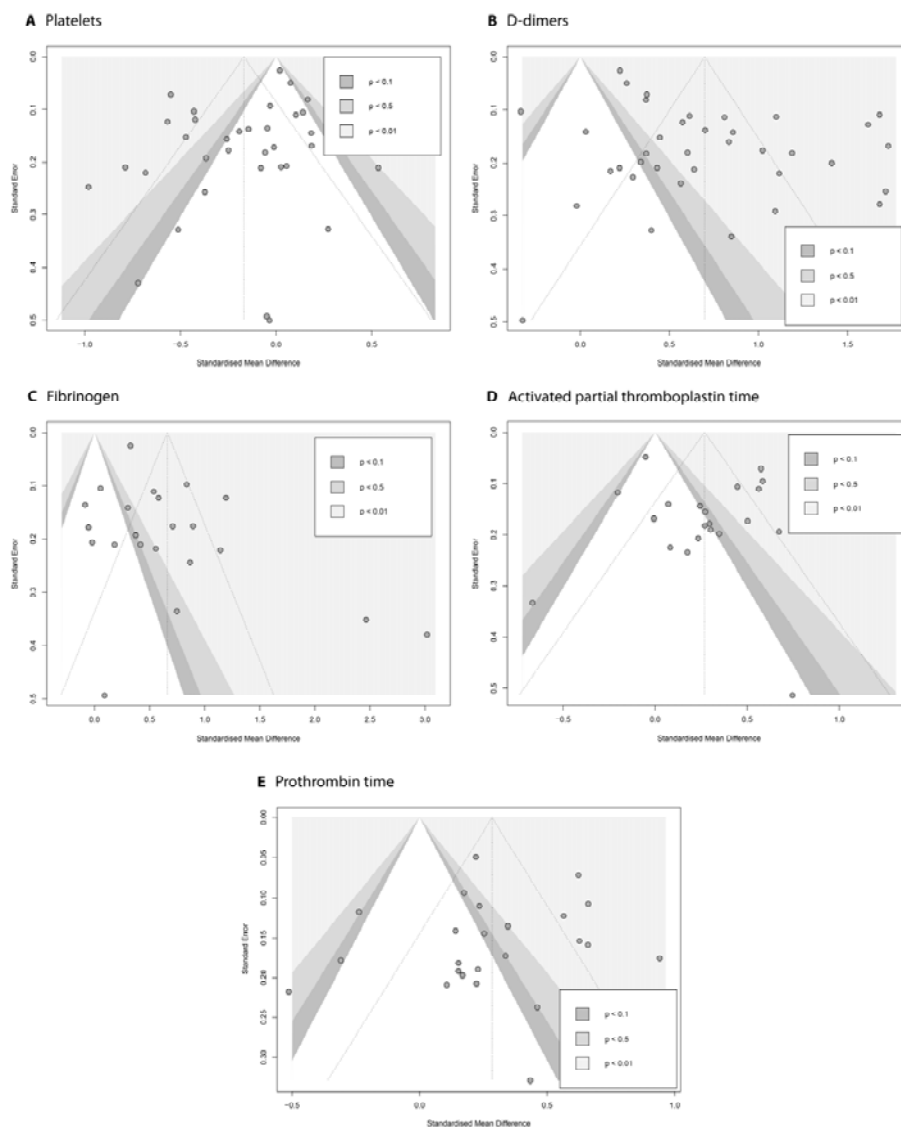 A Platelets
p < 0.1
p < 0.5
p < 0.01
Standard Error
0.0
0.1
0.2
0.3
0.4
0.5
−1.0 −0.5 0.0 0.5
Standardised Mean Difference
B D-dimers
p < 0.1
p < 0.5
p < 0.01
Standard Error
0.0
0.1
0.2
0.3
0.4
0.5
0.0 0.5 1.0 1.5
Standardised Mean Difference
C Fibrinogen
p < 0.1
p < 0.5
p < 0.01
Standard Error
0.0
0.1
0.2
0.3
0.4
0.5
0.0 0.5 1.0 1.5 2.0 2.5 3.0
Standardised Mean Difference
D Activated partial thromboplastin time
p < 0.1
p < 0.5
p < 0.01
Standard Error
0.0
0.1
0.2
0.3
0.4
0.5
−0.5 0.0 0.5 1.0
Standardised Mean Difference
E Prothrombin time
p < 0.1
p < 0.5
p < 0.01
Standard Error
0.00
0.05
0.10
0.15
0.20
0.25
0.30
−0.5 0.0 0.5 1.0
Standardised Mean Difference